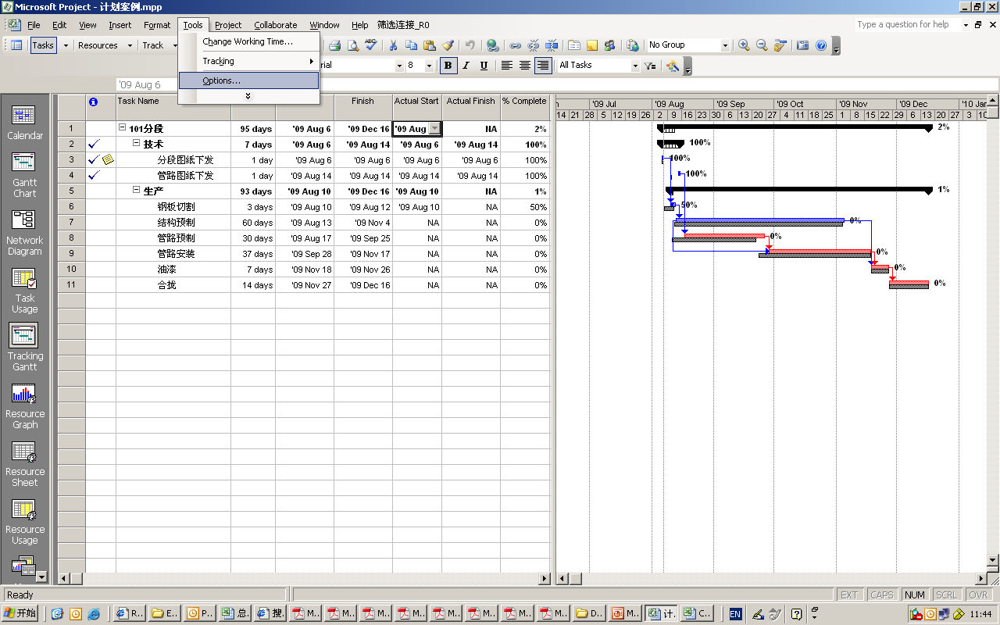 Microsoft Project - 计划案例.mpp
File Edit View Insert Format Tools Project Collaborate Window Help 筛选连接_R0 Type a question for help
Tasks Resources Track No Group
Change Working Time...
Tracking
Options...
rial 8 B I U All Tasks
'09 Aug 6
Task Name Finish Actual Start Actual Finish % Complete
'09 Jul '09 Aug '09 Sep '09 Oct '09 Nov '09 Dec '10 Jan
14 21 28 5 12 19 26 2 9 16 23 30 6 13 20 27 4 11 18 25 1 8 15 22 29 6 13 20 27 3 10
1 101分段 95 days '09 Aug 6 '09 Dec 16 '09 Aug NA 2% 2%
2 技术 7 days '09 Aug 6 '09 Aug 14 '09 Aug 6 '09 Aug 14 100% 100%
3 分段图纸下发 1 day '09 Aug 6 '09 Aug 6 '09 Aug 6 '09 Aug 6 100% 100%
4 管路图纸下发 1 day '09 Aug 14 '09 Aug 14 '09 Aug 14 '09 Aug 14 100% 100%
5 生产 93 days '09 Aug 10 '09 Dec 16 '09 Aug 10 NA 1% 1%
6 钢板切割 3 days '09 Aug 10 '09 Aug 12 '09 Aug 10 NA 50% 50%
7 结构预制 60 days '09 Aug 13 '09 Nov 4 NA NA 0% 0%
8 管路预制 30 days '09 Aug 17 '09 Sep 25 NA NA 0% 0%
9 管路安装 37 days '09 Sep 28 '09 Nov 17 NA NA 0% 0%
10 油漆 7 days '09 Nov 18 '09 Nov 26 NA NA 0% 0%
11 合拢 14 days '09 Nov 27 '09 Dec 16 NA NA 0% 0%
Calendar
Gantt
Chart
Network
Diagram
Task
Usage
Tracking
Gantt
Resource
Graph
Resource
Sheet
Resource
Usage
Ready EXT CAPS NUM SCRL OVR
开始 R.. E.. P.. 总. 搜. M.. M.. M.. M.. M.. M.. M.. M.. D.. M.. 计. C.. EN 11:44